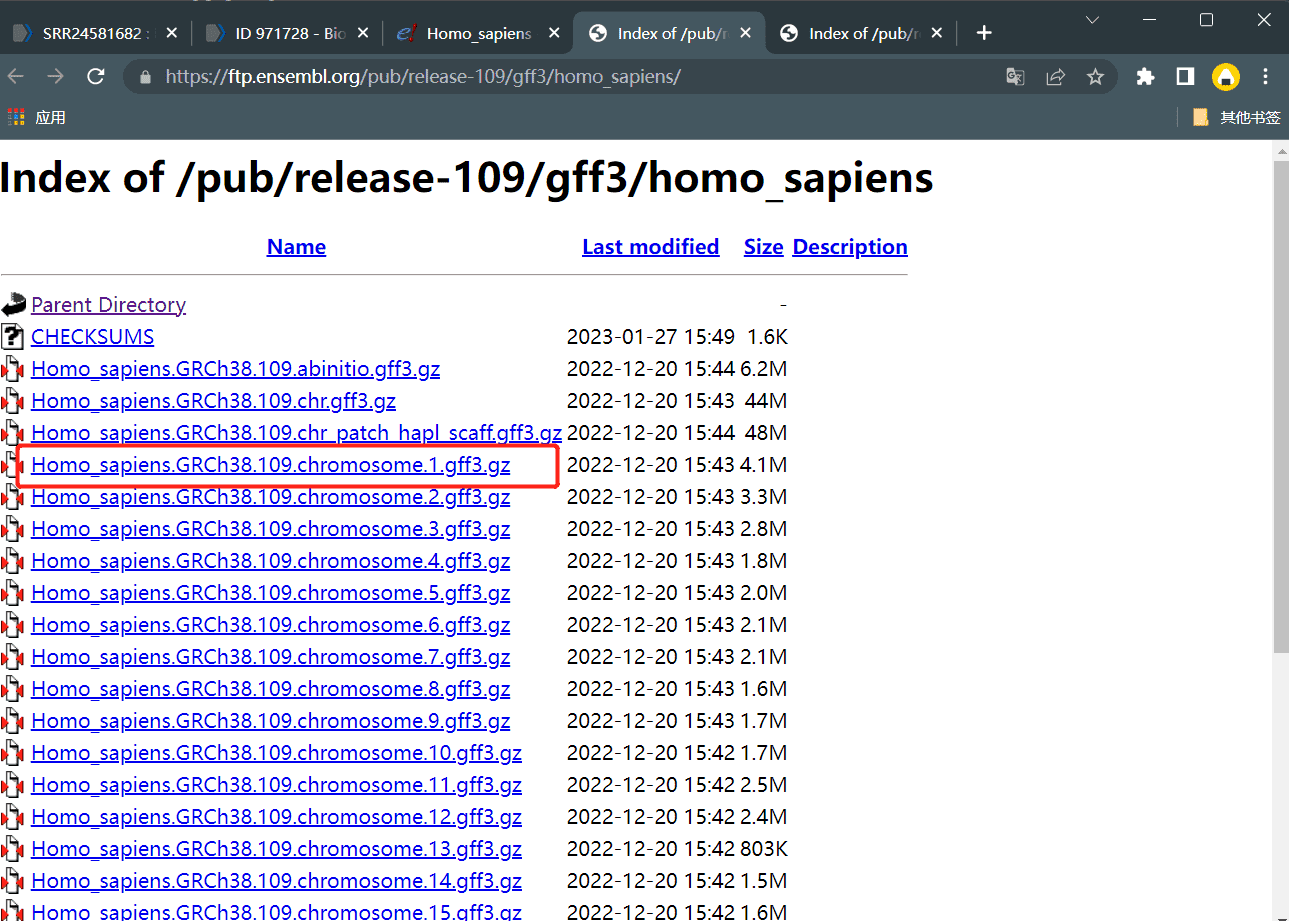 SRR24581682 :
ID 971728 - Bio
Homo_sapiens
Index of /pub/r
Index of /pub/r
https://ftp.ensembl.org/pub/release-109/gff3/homo_sapiens/
应用
其他书签
Index of /pub/release-109/gff3/homo_sapiens
Name Last modified Size Description
Parent Directory -
CHECKSUMS 2023-01-27 15:49 1.6K
Homo_sapiens.GRCh38.109.abinitio.gff3.gz 2022-12-20 15:44 6.2M
Homo_sapiens.GRCh38.109.chr.gff3.gz 2022-12-20 15:43 44M
Homo_sapiens.GRCh38.109.chr_patch_hapl_scaff.gff3.gz 2022-12-20 15:44 48M
Homo_sapiens.GRCh38.109.chromosome.1.gff3.gz 2022-12-20 15:43 4.1M
Homo_sapiens.GRCh38.109.chromosome.2.gff3.gz 2022-12-20 15:43 3.3M
Homo_sapiens.GRCh38.109.chromosome.3.gff3.gz 2022-12-20 15:43 2.8M
Homo_sapiens.GRCh38.109.chromosome.4.gff3.gz 2022-12-20 15:43 1.8M
Homo_sapiens.GRCh38.109.chromosome.5.gff3.gz 2022-12-20 15:43 2.0M
Homo_sapiens.GRCh38.109.chromosome.6.gff3.gz 2022-12-20 15:43 2.1M
Homo_sapiens.GRCh38.109.chromosome.7.gff3.gz 2022-12-20 15:43 2.1M
Homo_sapiens.GRCh38.109.chromosome.8.gff3.gz 2022-12-20 15:43 1.6M
Homo_sapiens.GRCh38.109.chromosome.9.gff3.gz 2022-12-20 15:43 1.7M
Homo_sapiens.GRCh38.109.chromosome.10.gff3.gz 2022-12-20 15:42 1.7M
Homo_sapiens.GRCh38.109.chromosome.11.gff3.gz 2022-12-20 15:42 2.5M
Homo_sapiens.GRCh38.109.chromosome.12.gff3.gz 2022-12-20 15:42 2.4M
Homo_sapiens.GRCh38.109.chromosome.13.gff3.gz 2022-12-20 15:42 803K
Homo_sapiens.GRCh38.109.chromosome.14.gff3.gz 2022-12-20 15:42 1.5M
Homo_sapiens.GRCh38.109.chromosome.15.gff3.gz 2022-12-20 15:42 1.6M